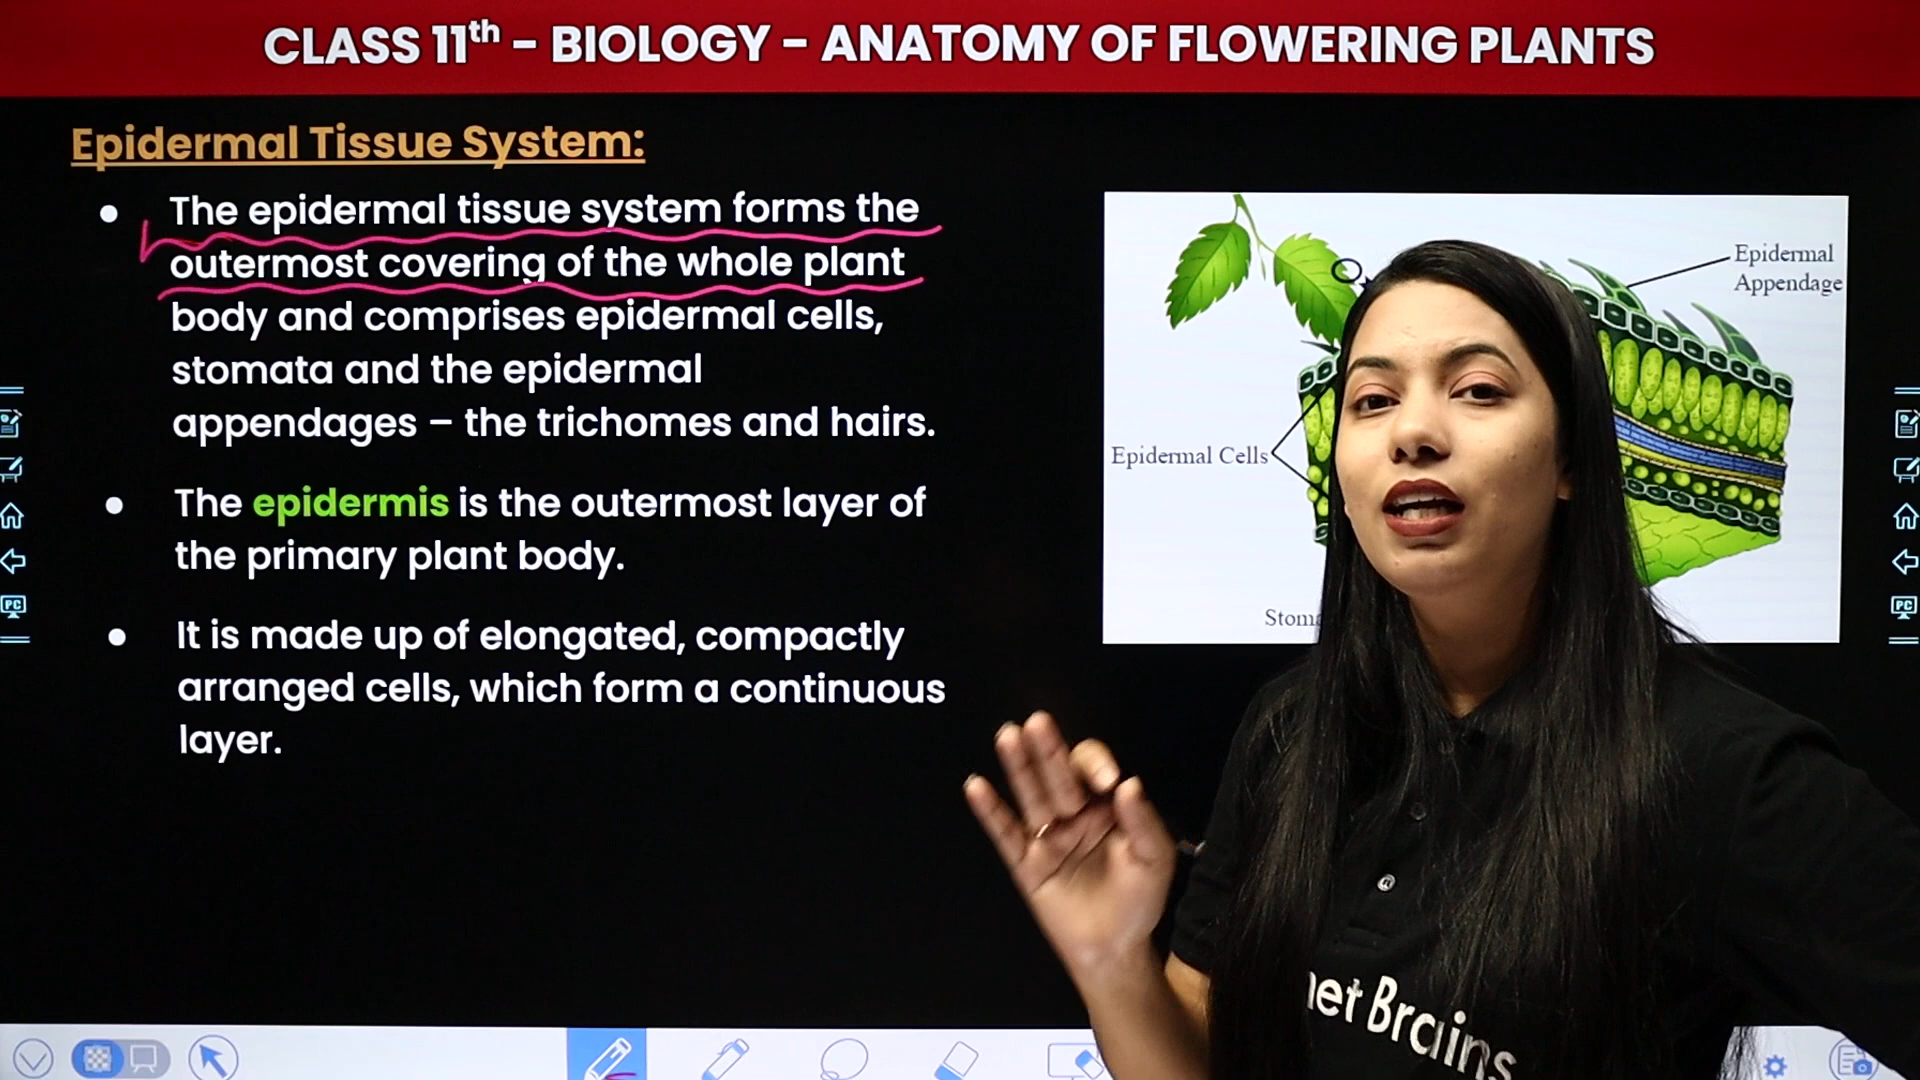 CLASS 11th - BIOLOGY - ANATOMY OF FLOWERING PLANTS
Epidermal Tissue System:
• The epidermal tissue system forms the
outermost covering of the whole plant
body and comprises epidermal cells,
stomata and the epidermal
appendages – the trichomes and hairs.
• The epidermis is the outermost layer of
the primary plant body.
• It is made up of elongated, compactly
arranged cells, which form a continuous
layer.
Epidermal
Appendage
Epidermal Cells
PC
PC
Brains